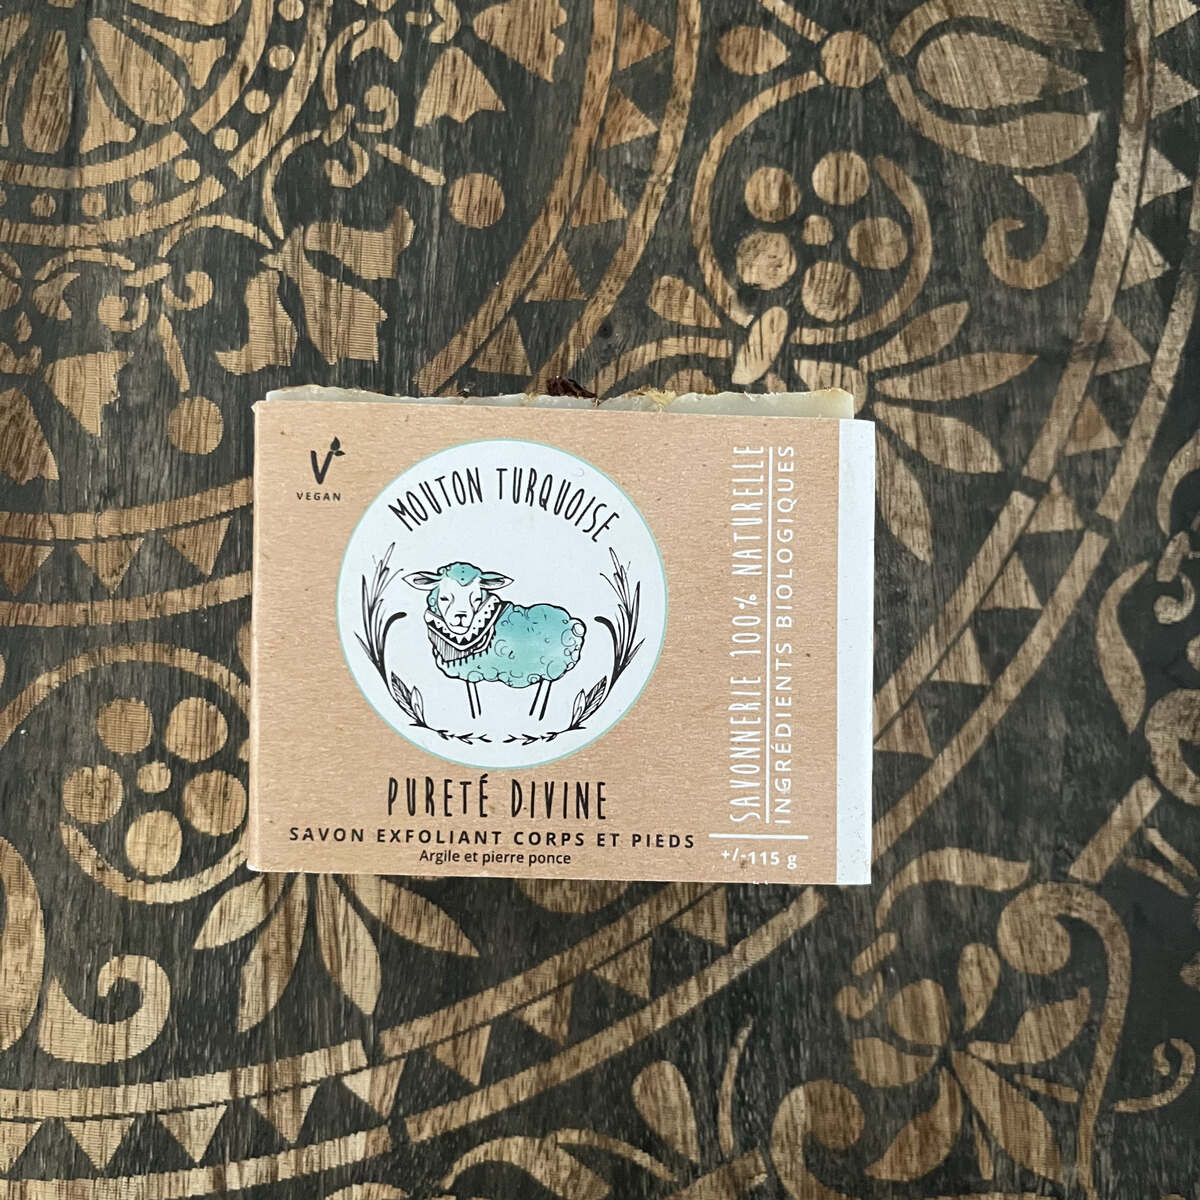 VEGAN
MOUTON TURQUOISE
PURETÉ DIVINE
SAVON EXFOLIANT CORPS ET PIEDS
Argile et pierre ponce
SAVONNERIE 100% NATURELLE
INGRÉDIENTS BIOLOGIQUES
+/-115 g